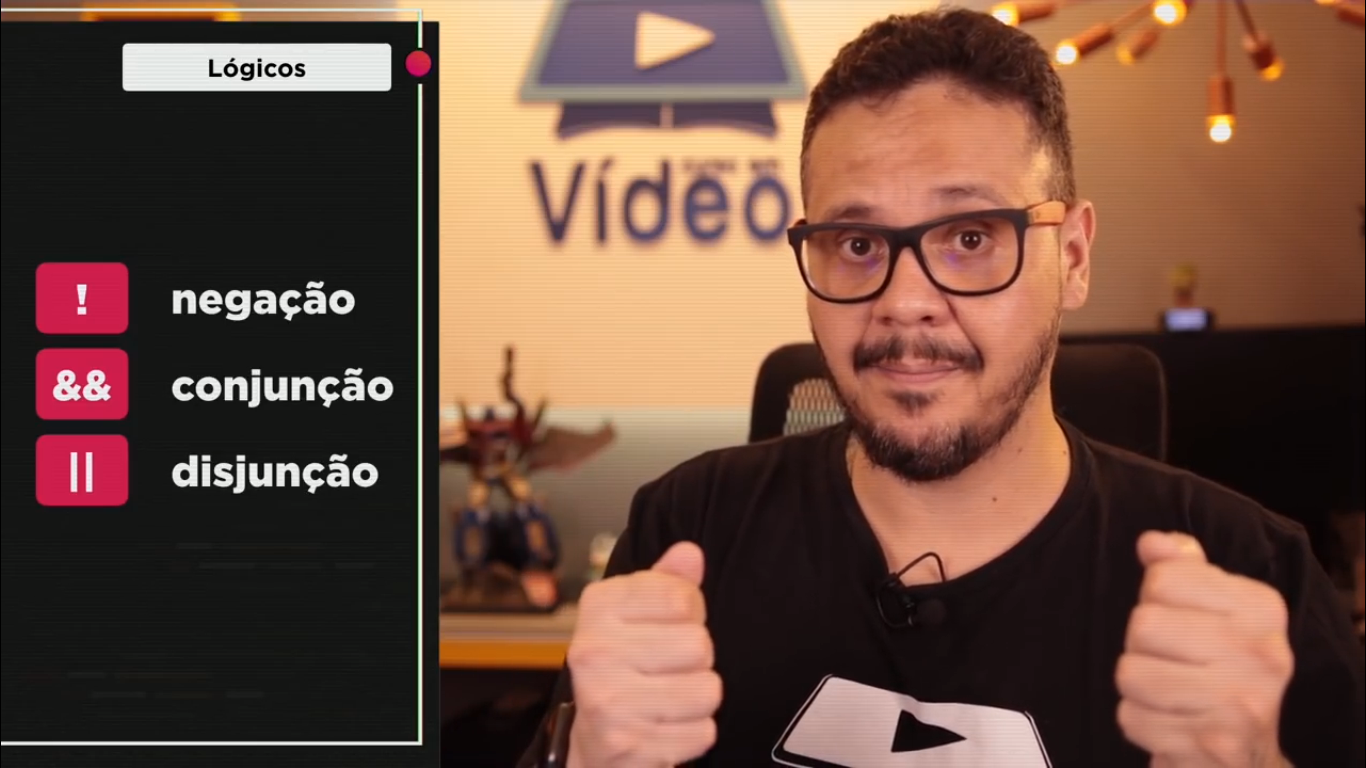 Lógicos
! negação
&& conjunção
|| disjunção
Vídeo